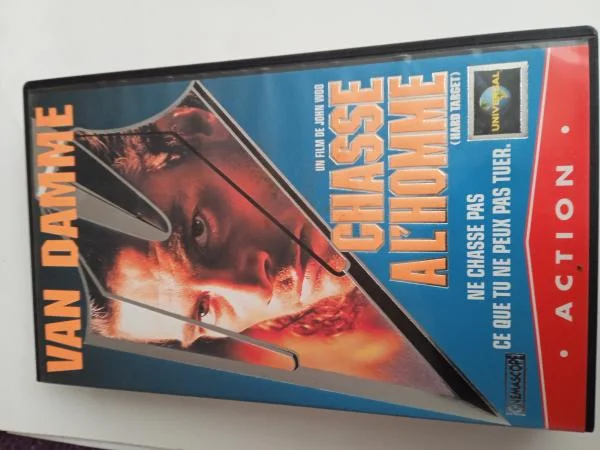 VAN DAMME
UN FILM DE JOHN WOO
CHASSE
A L'HOMME
(HARD TARGET)
NE CHASSE PAS
CE QUE TU NE PEUX PAS TUER.
UNIVERSAL
CINEMASCOPE
• ACTION •